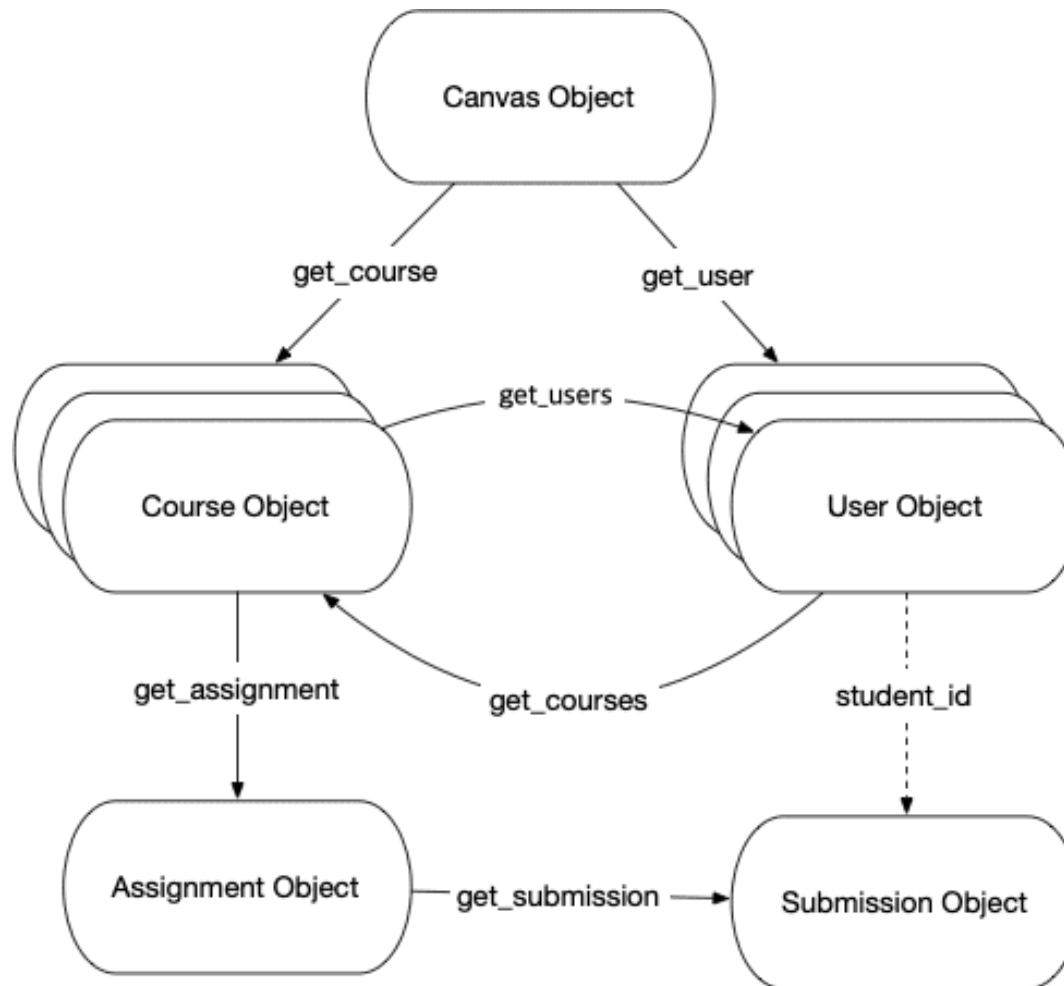 Canvas Object
get_course
get_user
get_users
Course Object
User Object
get_assignment
get_courses
student_id
Assignment Object
get_submission
Submission Object